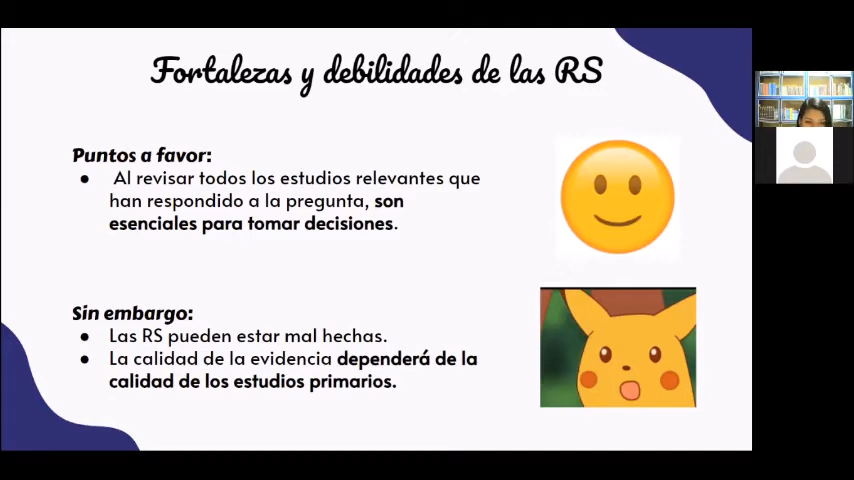 Fortalezas y debilidades de las RS
Puntos a favor:
● Al revisar todos los estudios relevantes que
han respondido a la pregunta, son
esenciales para tomar decisiones.
Sin embargo:
● Las RS pueden estar mal hechas.
● La calidad de la evidencia dependerá de la
calidad de los estudios primarios.